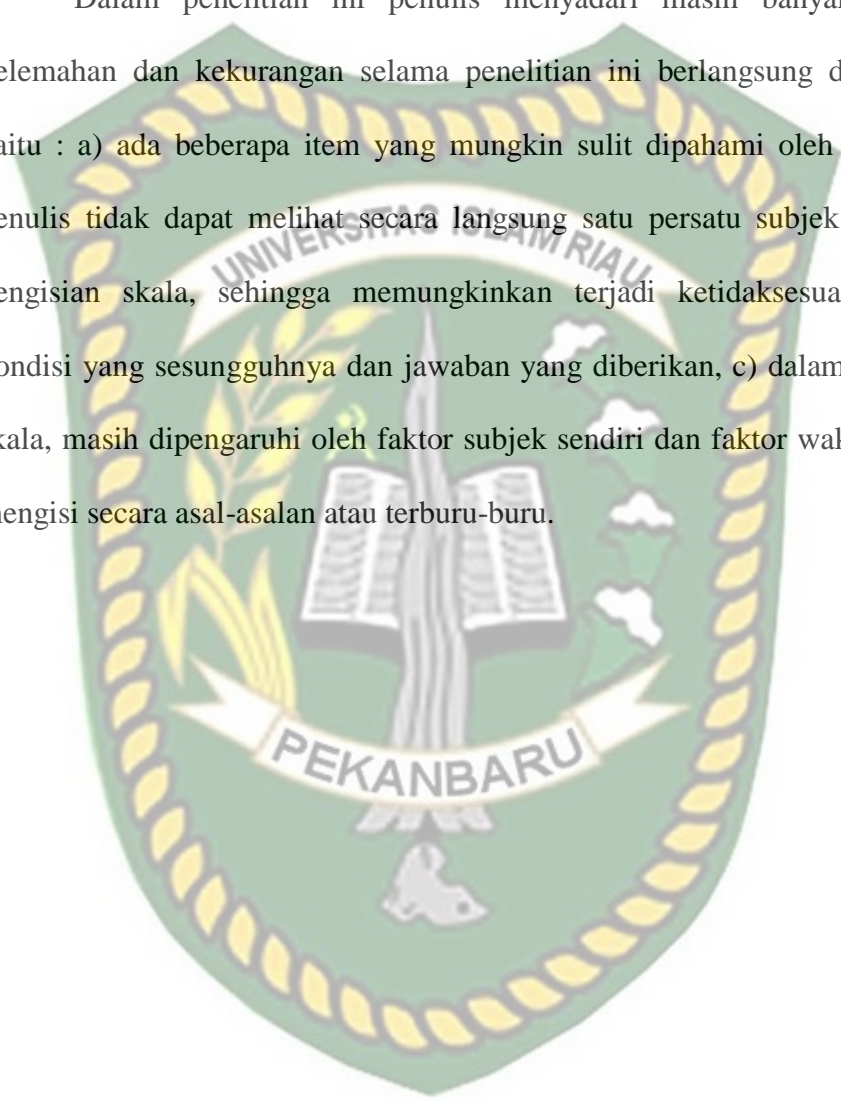 Dalam penelitian ini penulis menyadari masih banya
elemahan dan kekurangan selama penelitian ini berlangsung d
aitu : a) ada beberapa item yang mungkin sulit dipahami oleh
enulis tidak dapat melihat secara langsung satu persatu subjek
UNIVERSITAS ISLAM RIAU
engisian skala, sehingga memungkinkan terjadi ketidaksesua
ondisi yang sesungguhnya dan jawaban yang diberikan, c) dalam
kala, masih dipengaruhi oleh faktor subjek sendiri dan faktor wak
engisi secara asal-asalan atau terburu-buru.
PEKANBARU